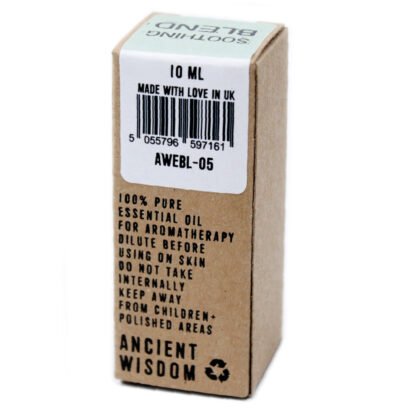 SOOTHING
BLEND
10 ML
MADE WITH LOVE IN UK
5 055796 597161
AWEBL-05
100% PURE
ESSENTIAL OIL
FOR AROMATHERAPY
DILUTE BEFORE
USING ON SKIN
DO NOT TAKE
INTERNALLY
KEEP AWAY
FROM CHILDREN+
POLISHED AREAS
ANCIENT
WISDOM